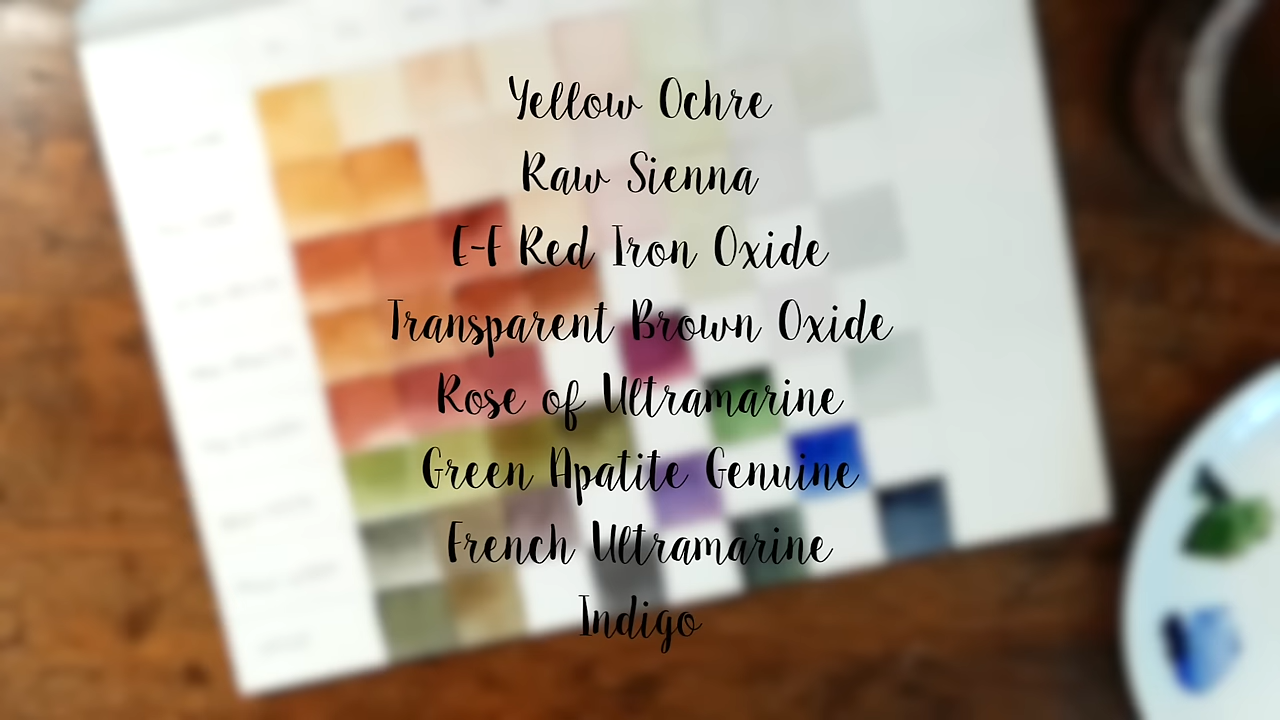 Yellow Ochre
Raw Sienna
E-F Red Iron Oxide
Transparent Brown Oxide
Rose of Ultramarine
Green Apatite Genuine
French Ultramarine
Indigo